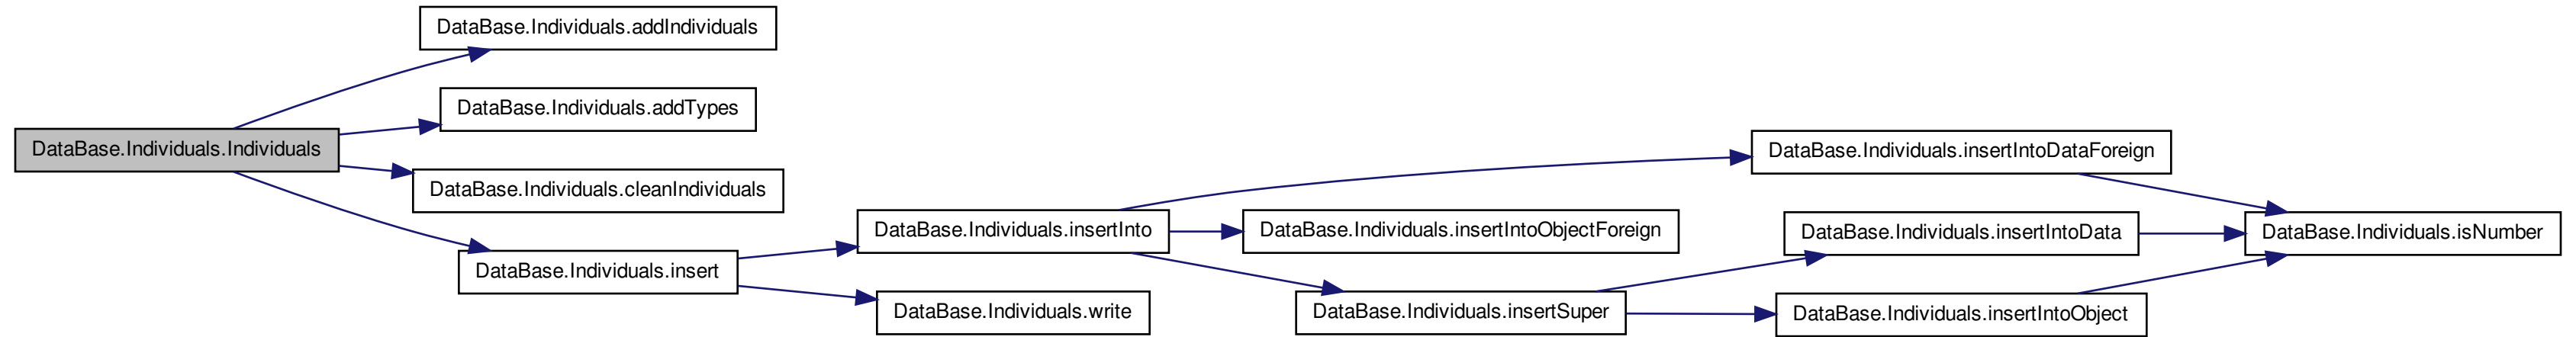 DataBase.Individuals.addIndividuals
DataBase.Individuals.addTypes
DataBase.Individuals.Individuals
DataBase.Individuals.cleanIndividuals
DataBase.Individuals.insert
DataBase.Individuals.insertInto
DataBase.Individuals.write
DataBase.Individuals.insertIntoDataForeign
DataBase.Individuals.insertIntoObjectForeign
DataBase.Individuals.insertSuper
DataBase.Individuals.insertIntoData
DataBase.Individuals.insertIntoObject
DataBase.Individuals.isNumber